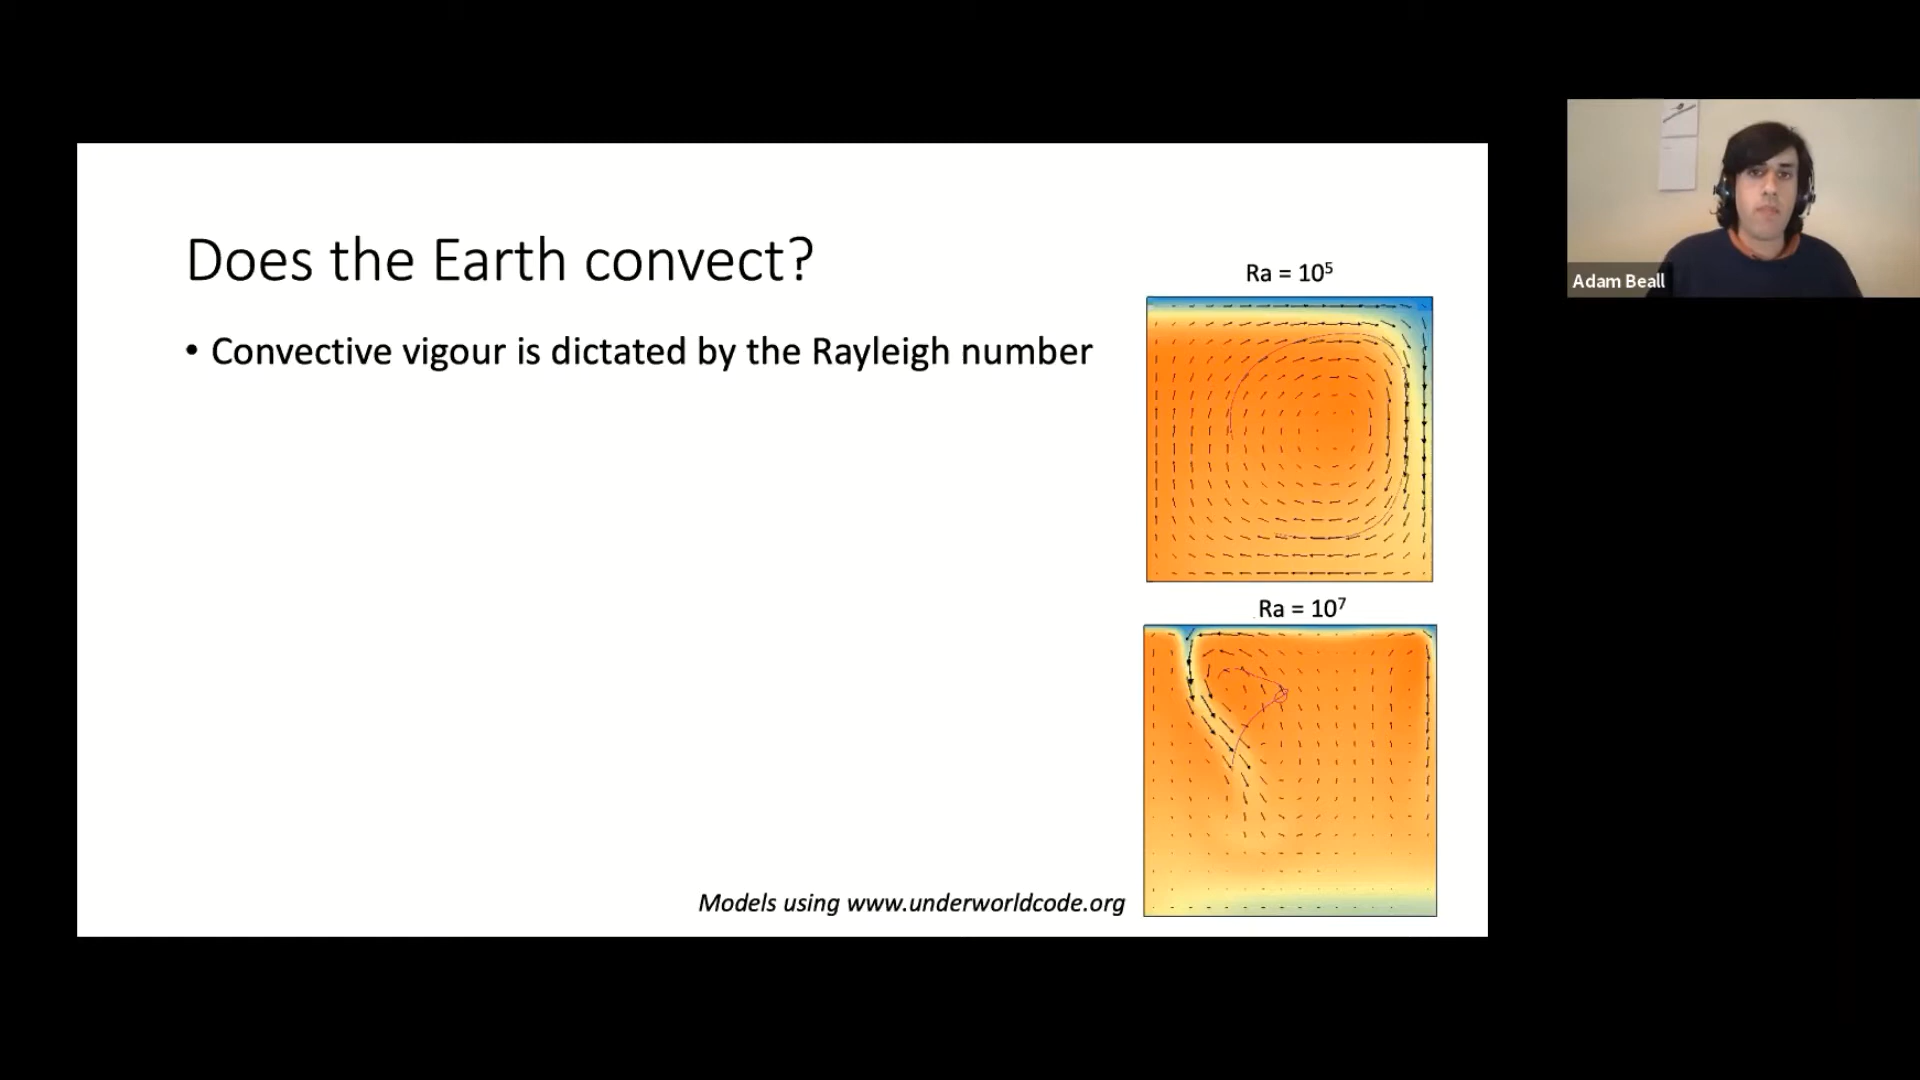 Does the Earth convect?
• Convective vigour is dictated by the Rayleigh number
Ra = 10⁵
Ra = 10⁷
Models using www.underworldcode.org
Adam Beall